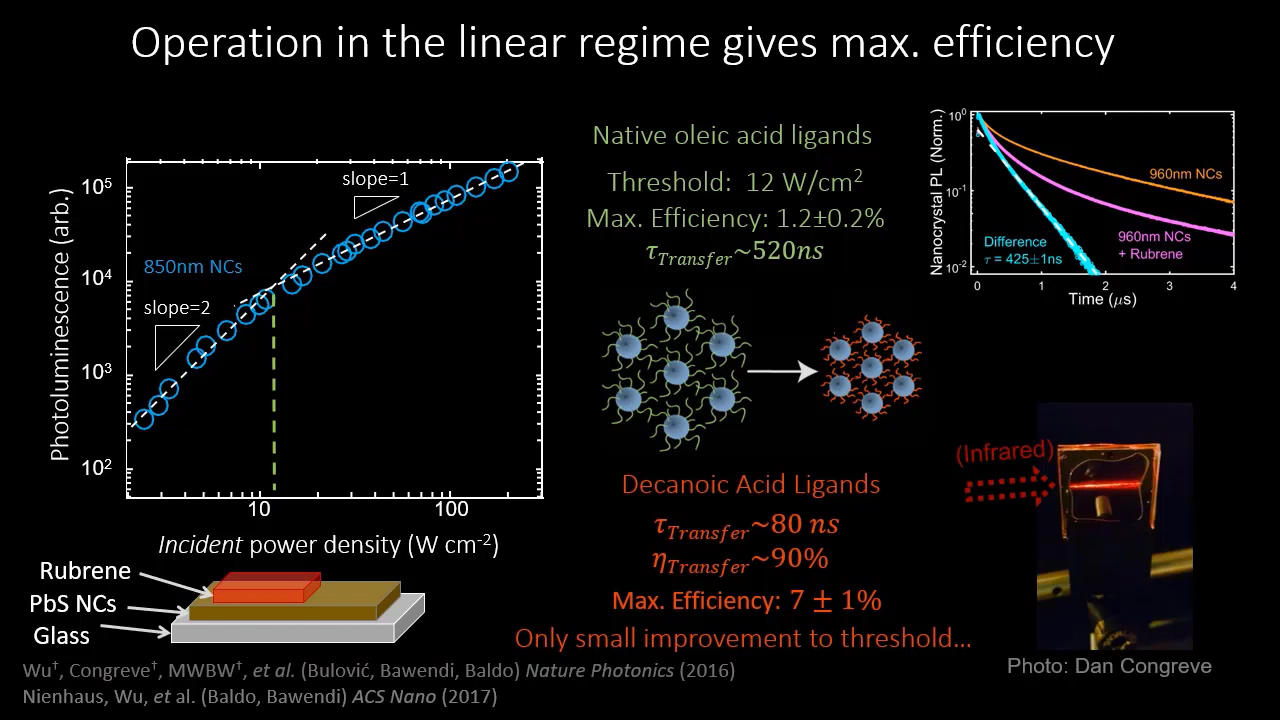 Operation in the linear regime gives max. efficiency
Photoluminescence (arb.)
10⁵
10⁴
10³
10²
10
100
slope=1
850nm NCs
slope=2
Incident power density (W cm⁻²)
Rubrene
PbS NCs
Glass
Native oleic acid ligands
Threshold: 12 W/cm²
Max. Efficiency: 1.2±0.2%
τ_Transfer~520ns
Decanoic Acid Ligands
τ_Transfer~80 ns
η_Transfer~90%
Max. Efficiency: 7 ± 1%
Only small improvement to threshold...
Nanocrystal PL (Norm.)
10⁰
10⁻¹
10⁻²
960nm NCs
960nm NCs
+ Rubrene
Difference
τ = 425±1ns
0
1
2
3
4
Time (μs)
(Infrared)
Photo: Dan Congreve
Wu†, Congreve†, MWBW†, et al. (Bulović, Bawendi, Baldo) Nature Photonics (2016)
Nienhaus, Wu, et al. (Baldo, Bawendi) ACS Nano (2017)